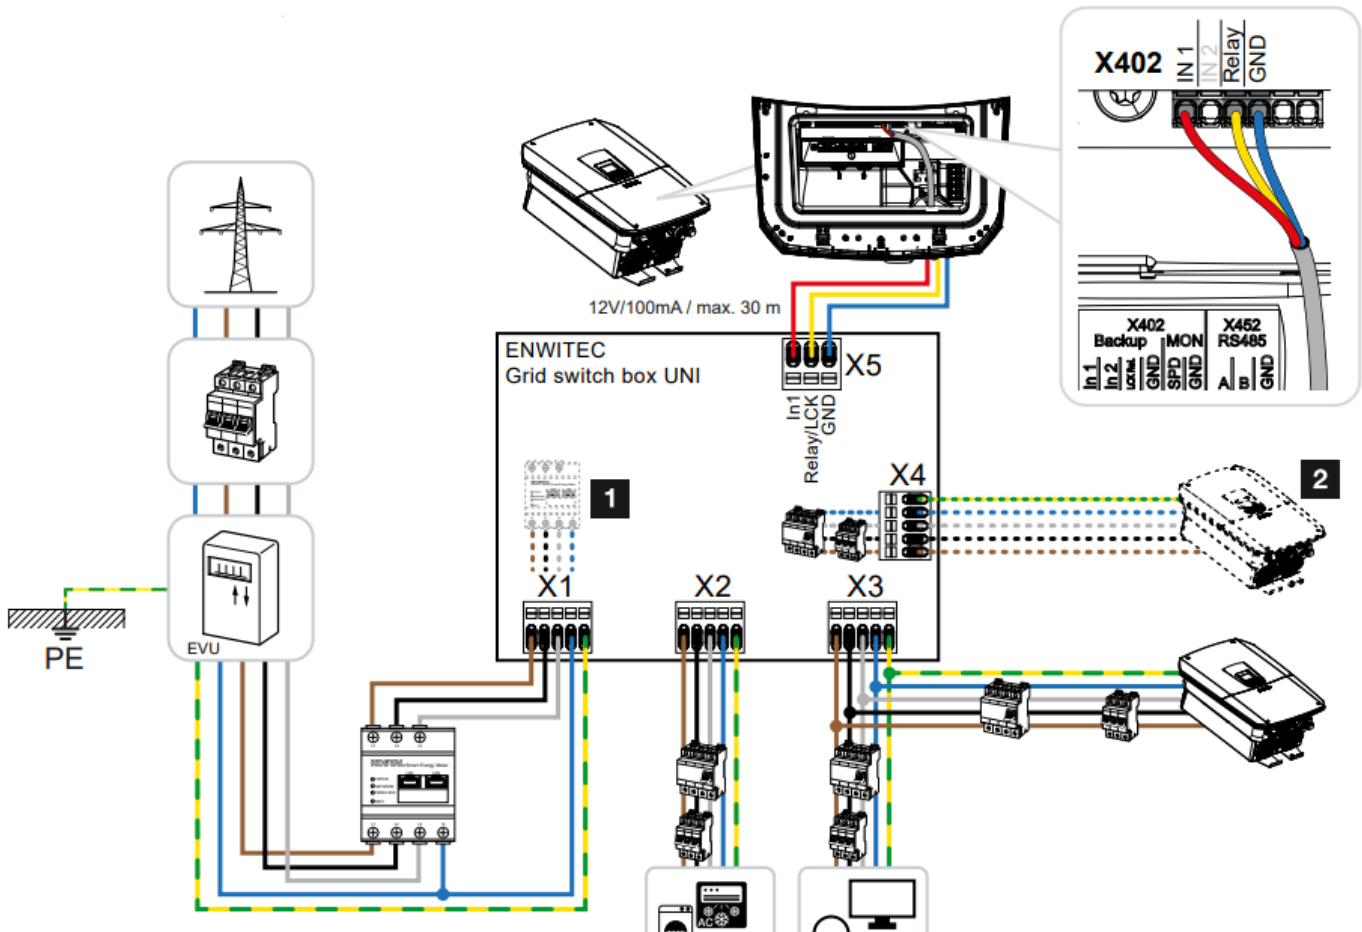 X402
IN 1
IN 2
Relay
GND
12V/100mA / max. 30 m
ENWITEC
Grid switch box UNI
X5
In1
Relay/LCK
GND
X402
Backup
MON
X452
RS485
In 1
In 2
GND
SPD
GND
A
B
GND
1
X4
2
X1
X2
X3
EVU
PE
AC